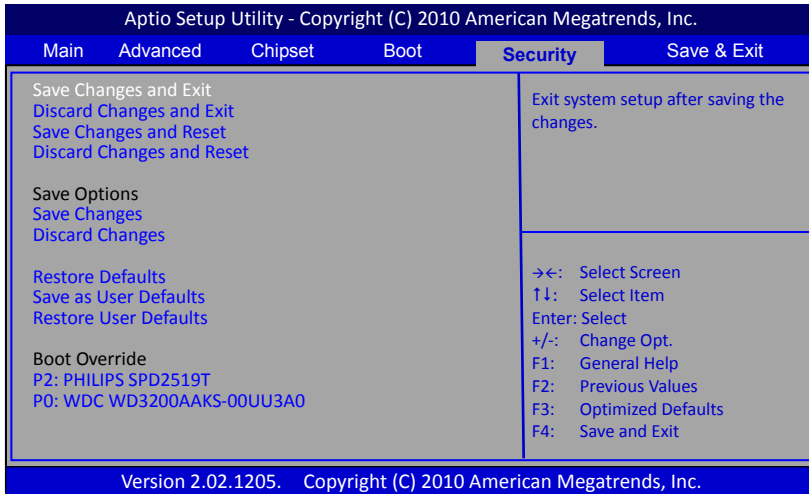 Aptio Setup Utility - Copyright (C) 2010 American Megatrends, Inc.
Main Advanced Chipset Boot Security Save & Exit
Save Changes and Exit
Discard Changes and Exit
Save Changes and Reset
Discard Changes and Reset
Save Options
Save Changes
Discard Changes
Restore Defaults
Save as User Defaults
Restore User Defaults
Boot Override
P2: PHILIPS SPD2519T
P0: WDC WD3200AAKS-00UU3A0
Exit system setup after saving the
changes.
→←: Select Screen
↑↓: Select Item
Enter: Select
+/-: Change Opt.
F1: General Help
F2: Previous Values
F3: Optimized Defaults
F4: Save and Exit
Version 2.02.1205. Copyright (C) 2010 American Megatrends, Inc.